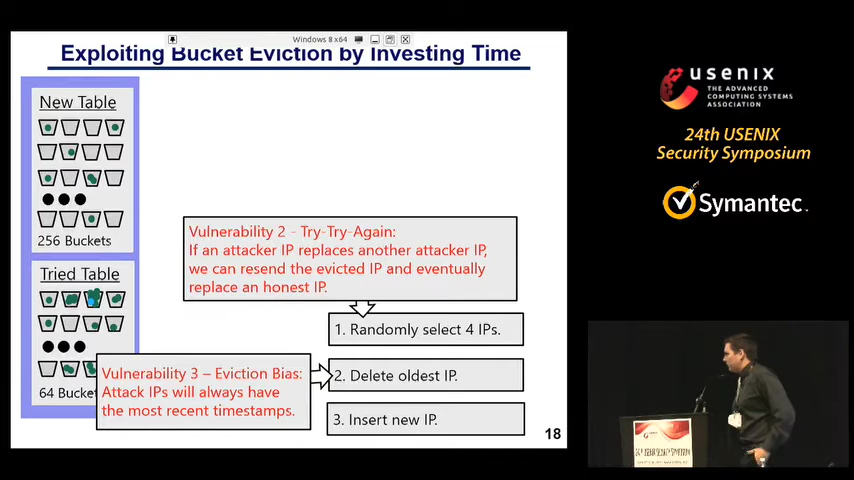 Windows 8 x64
Exploiting Bucket Eviction by Investing Time
New Table
256 Buckets
Tried Table
64 Bucket
Vulnerability 2 - Try-Try-Again:
If an attacker IP replaces another attacker IP,
we can resend the evicted IP and eventually
replace an honest IP.
1. Randomly select 4 IPs.
Vulnerability 3 – Eviction Bias:
Attack IPs will always have
the most recent timestamps.
2. Delete oldest IP.
3. Insert new IP.
18
usenix
THE ADVANCED
COMPUTING SYSTEMS
ASSOCIATION
24th USENIX
Security Symposium
Symantec.